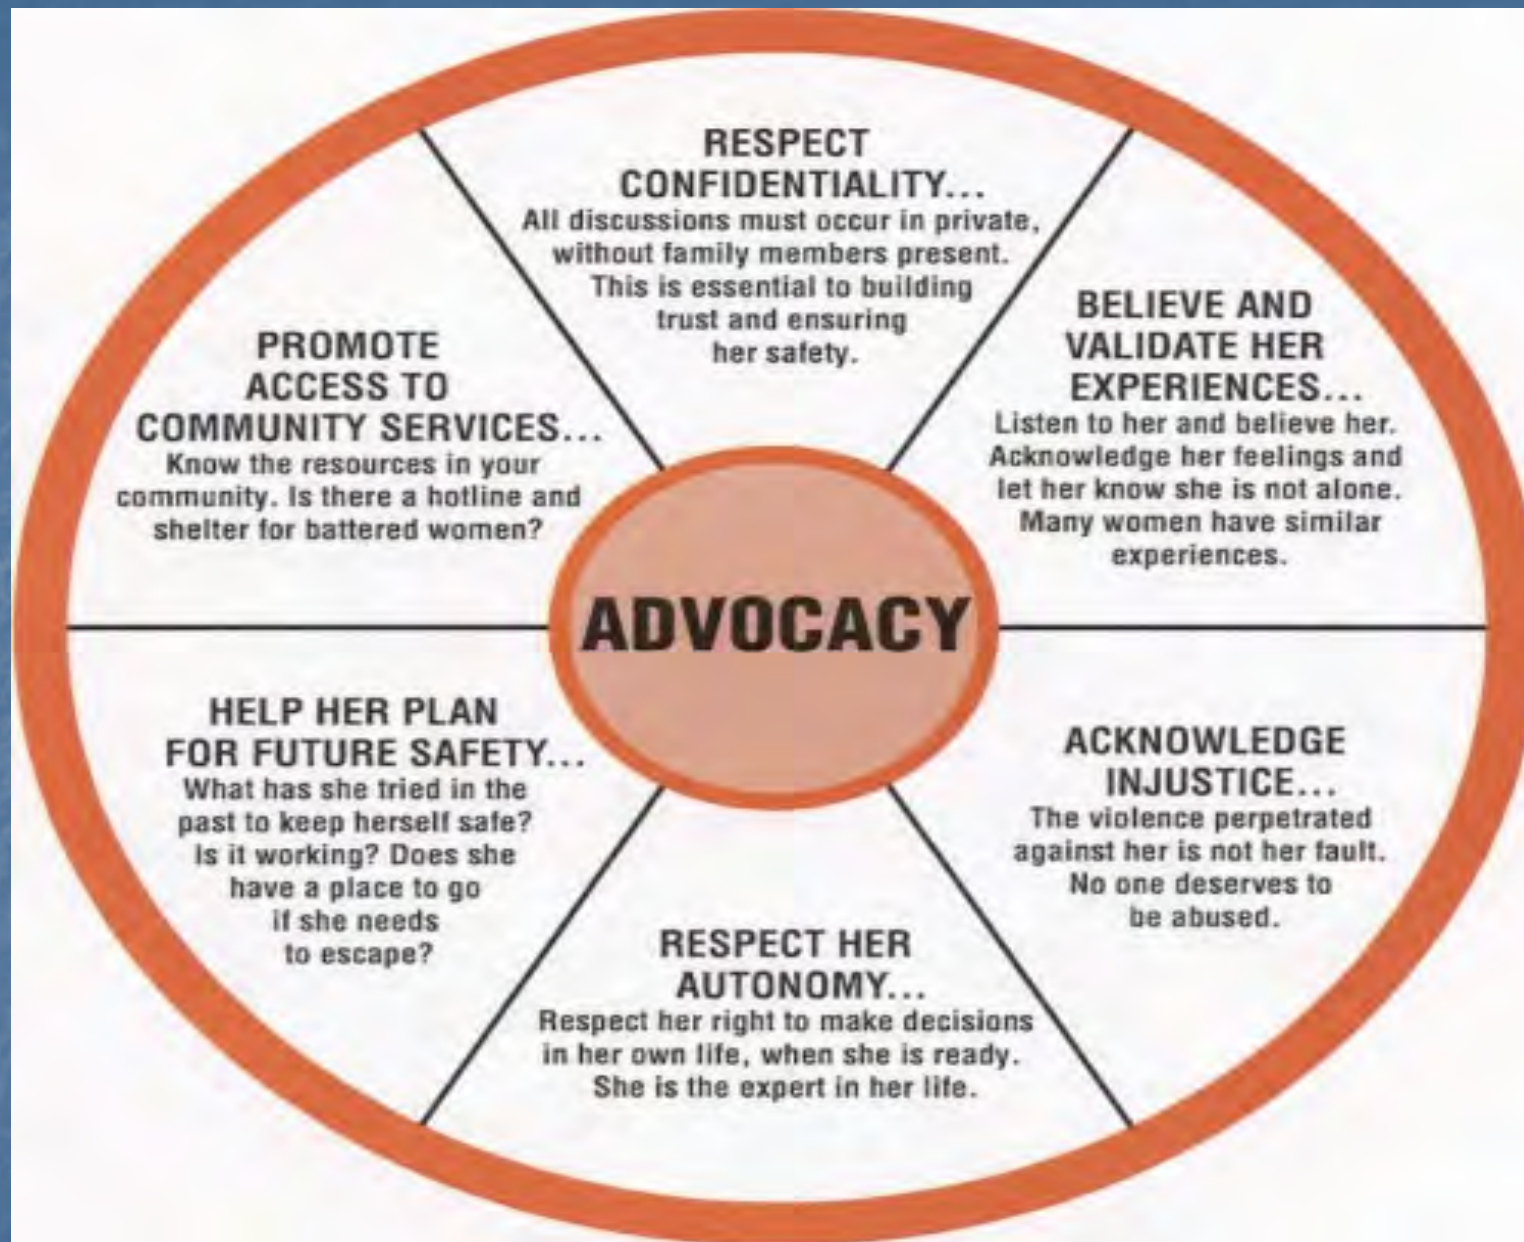 RESPECT
CONFIDENTIALITY...
All discussions must occur in private,
without family members present.
This is essential to building
trust and ensuring
her safety.
BELIEVE AND
VALIDATE HER
EXPERIENCES...
Listen to her and believe her.
Acknowledge her feelings and
let her know she is not alone.
Many women have similar
experiences.
ACKNOWLEDGE
INJUSTICE...
The violence perpetrated
against her is not her fault.
No one deserves to
be abused.
RESPECT HER
AUTONOMY...
Respect her right to make decisions
in her own life, when she is ready.
She is the expert in her life.
HELP HER PLAN
FOR FUTURE SAFETY...
What has she tried in the
past to keep herself safe?
Is it working? Does she
have a place to go
if she needs
to escape?
PROMOTE
ACCESS TO
COMMUNITY SERVICES...
Know the resources in your
community. Is there a hotline and
shelter for battered women?
ADVOCACY